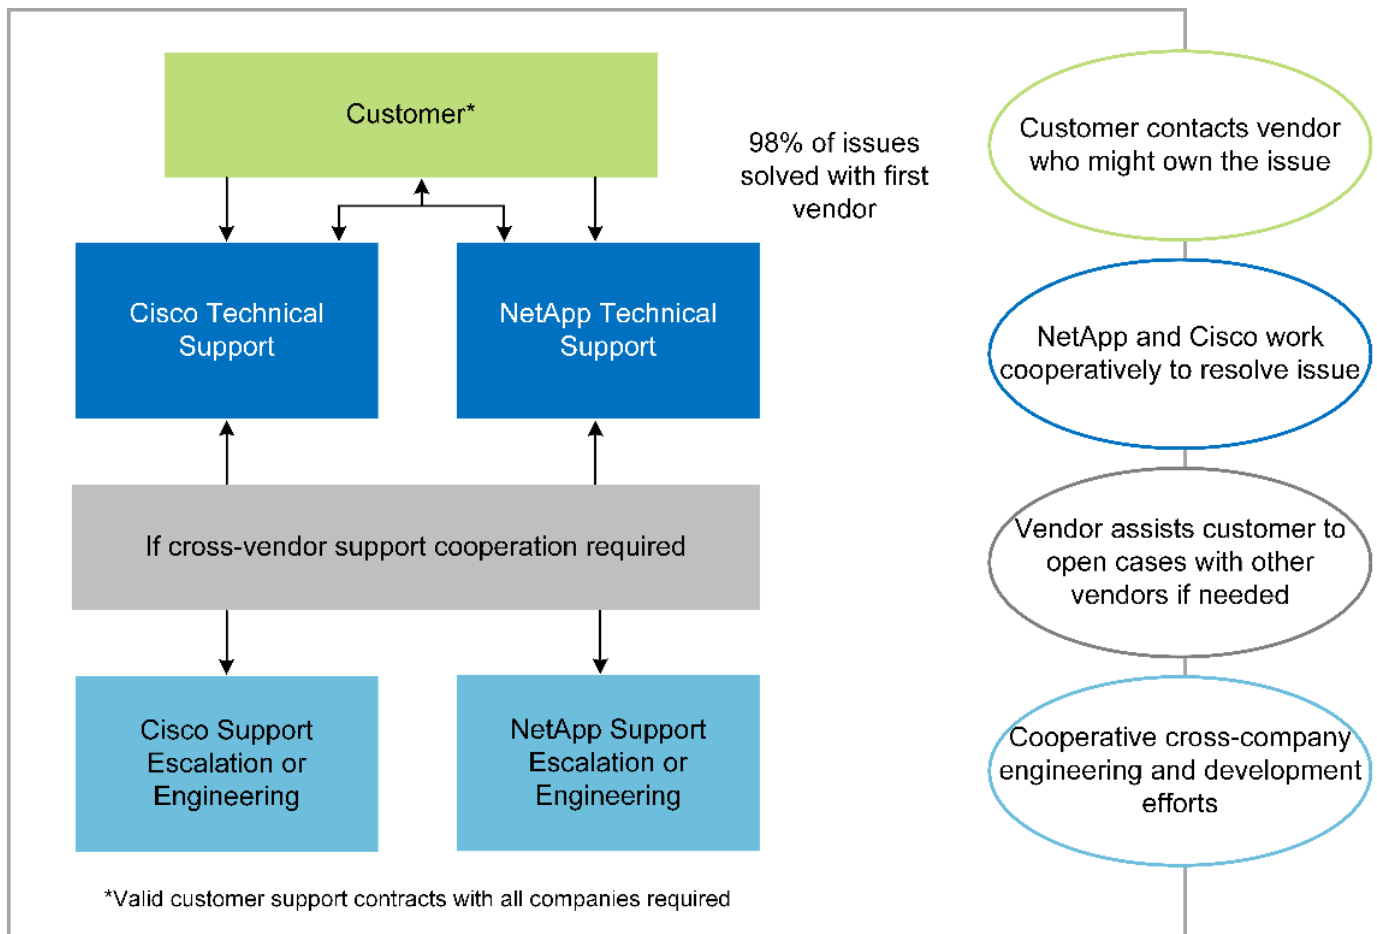 Customer*
98% of issues
solved with first
vendor
Customer contacts vendor
who might own the issue
Cisco Technical
Support
NetApp Technical
Support
NetApp and Cisco work
cooperatively to resolve issue
If cross-vendor support cooperation required
Vendor assists customer to
open cases with other
vendors if needed
Cisco Support
Escalation or
Engineering
NetApp Support
Escalation or
Engineering
Cooperative cross-company
engineering and development
efforts
*Valid customer support contracts with all companies required